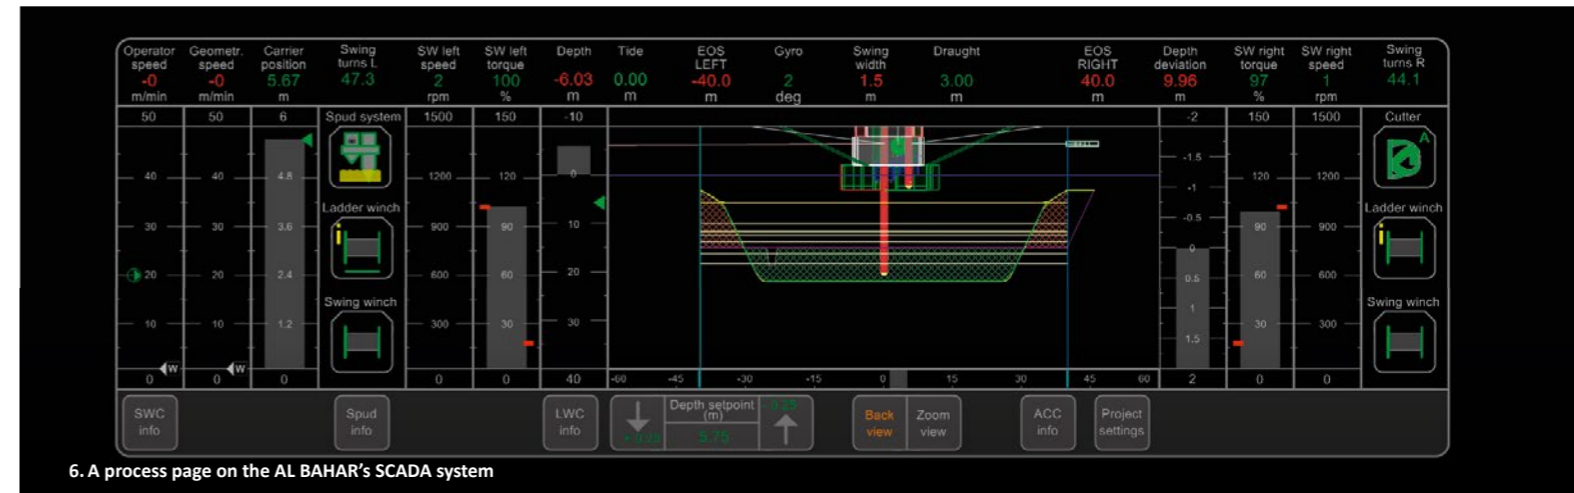 Operator speed -0 m/min
Geometr. speed -0 m/min
Carrier position 5.67 m
Swing turns L 47.3
SW left speed 2 rpm
SW left torque 100 %
Depth -6.03 m
Tide 0.00 m
EOS LEFT -40.0 m
Gyro 2 deg
Swing width 1.5 m
Draught 3.00 m
EOS RIGHT 40.0 m
Depth deviation 9.96 m
SW right torque 97 %
SW right speed 1 rpm
Swing turns R 44.1
50 50 6 Spud system 1500 150 -10 -2 150 1500 Cutter
A
-1.5
40 40 4.8 1200 120 0 -1 120 1200
Ladder winch -0.5 Ladder winch
30 30 3.6 i 900 90 10 0 90 900 i
20 20 2.4 600 60 20 0.5 60 600
Swing winch 1 Swing winch
10 10 1.2 300 30 30 1.5 30 300
W W
0 0 0 0 0 40 -60 -45 -30 -15 0 15 30 45 60 2 0 0
SWC info
Spud info
LWC info
+ 0.25
Depth setpoint (m)
5.75
- 0.25
Back view
Zoom view
ACC info
Project settings
6. A process page on the AL BAHAR's SCADA system